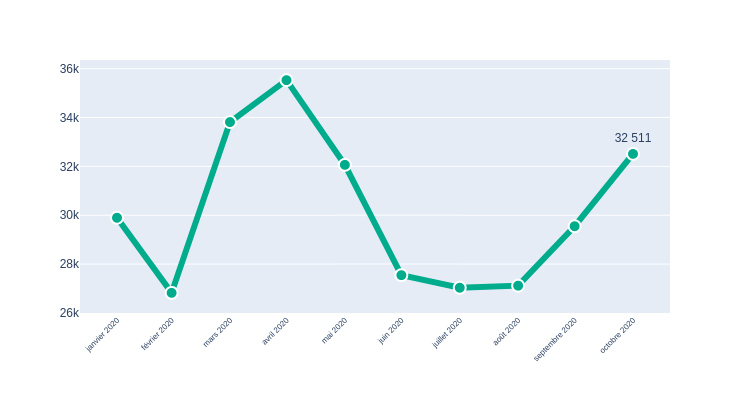 36k
34k
32k
30k
28k
26k
32 511
janvier 2020
février 2020
mars 2020
avril 2020
mai 2020
juin 2020
juillet 2020
août 2020
septembre 2020
octobre 2020